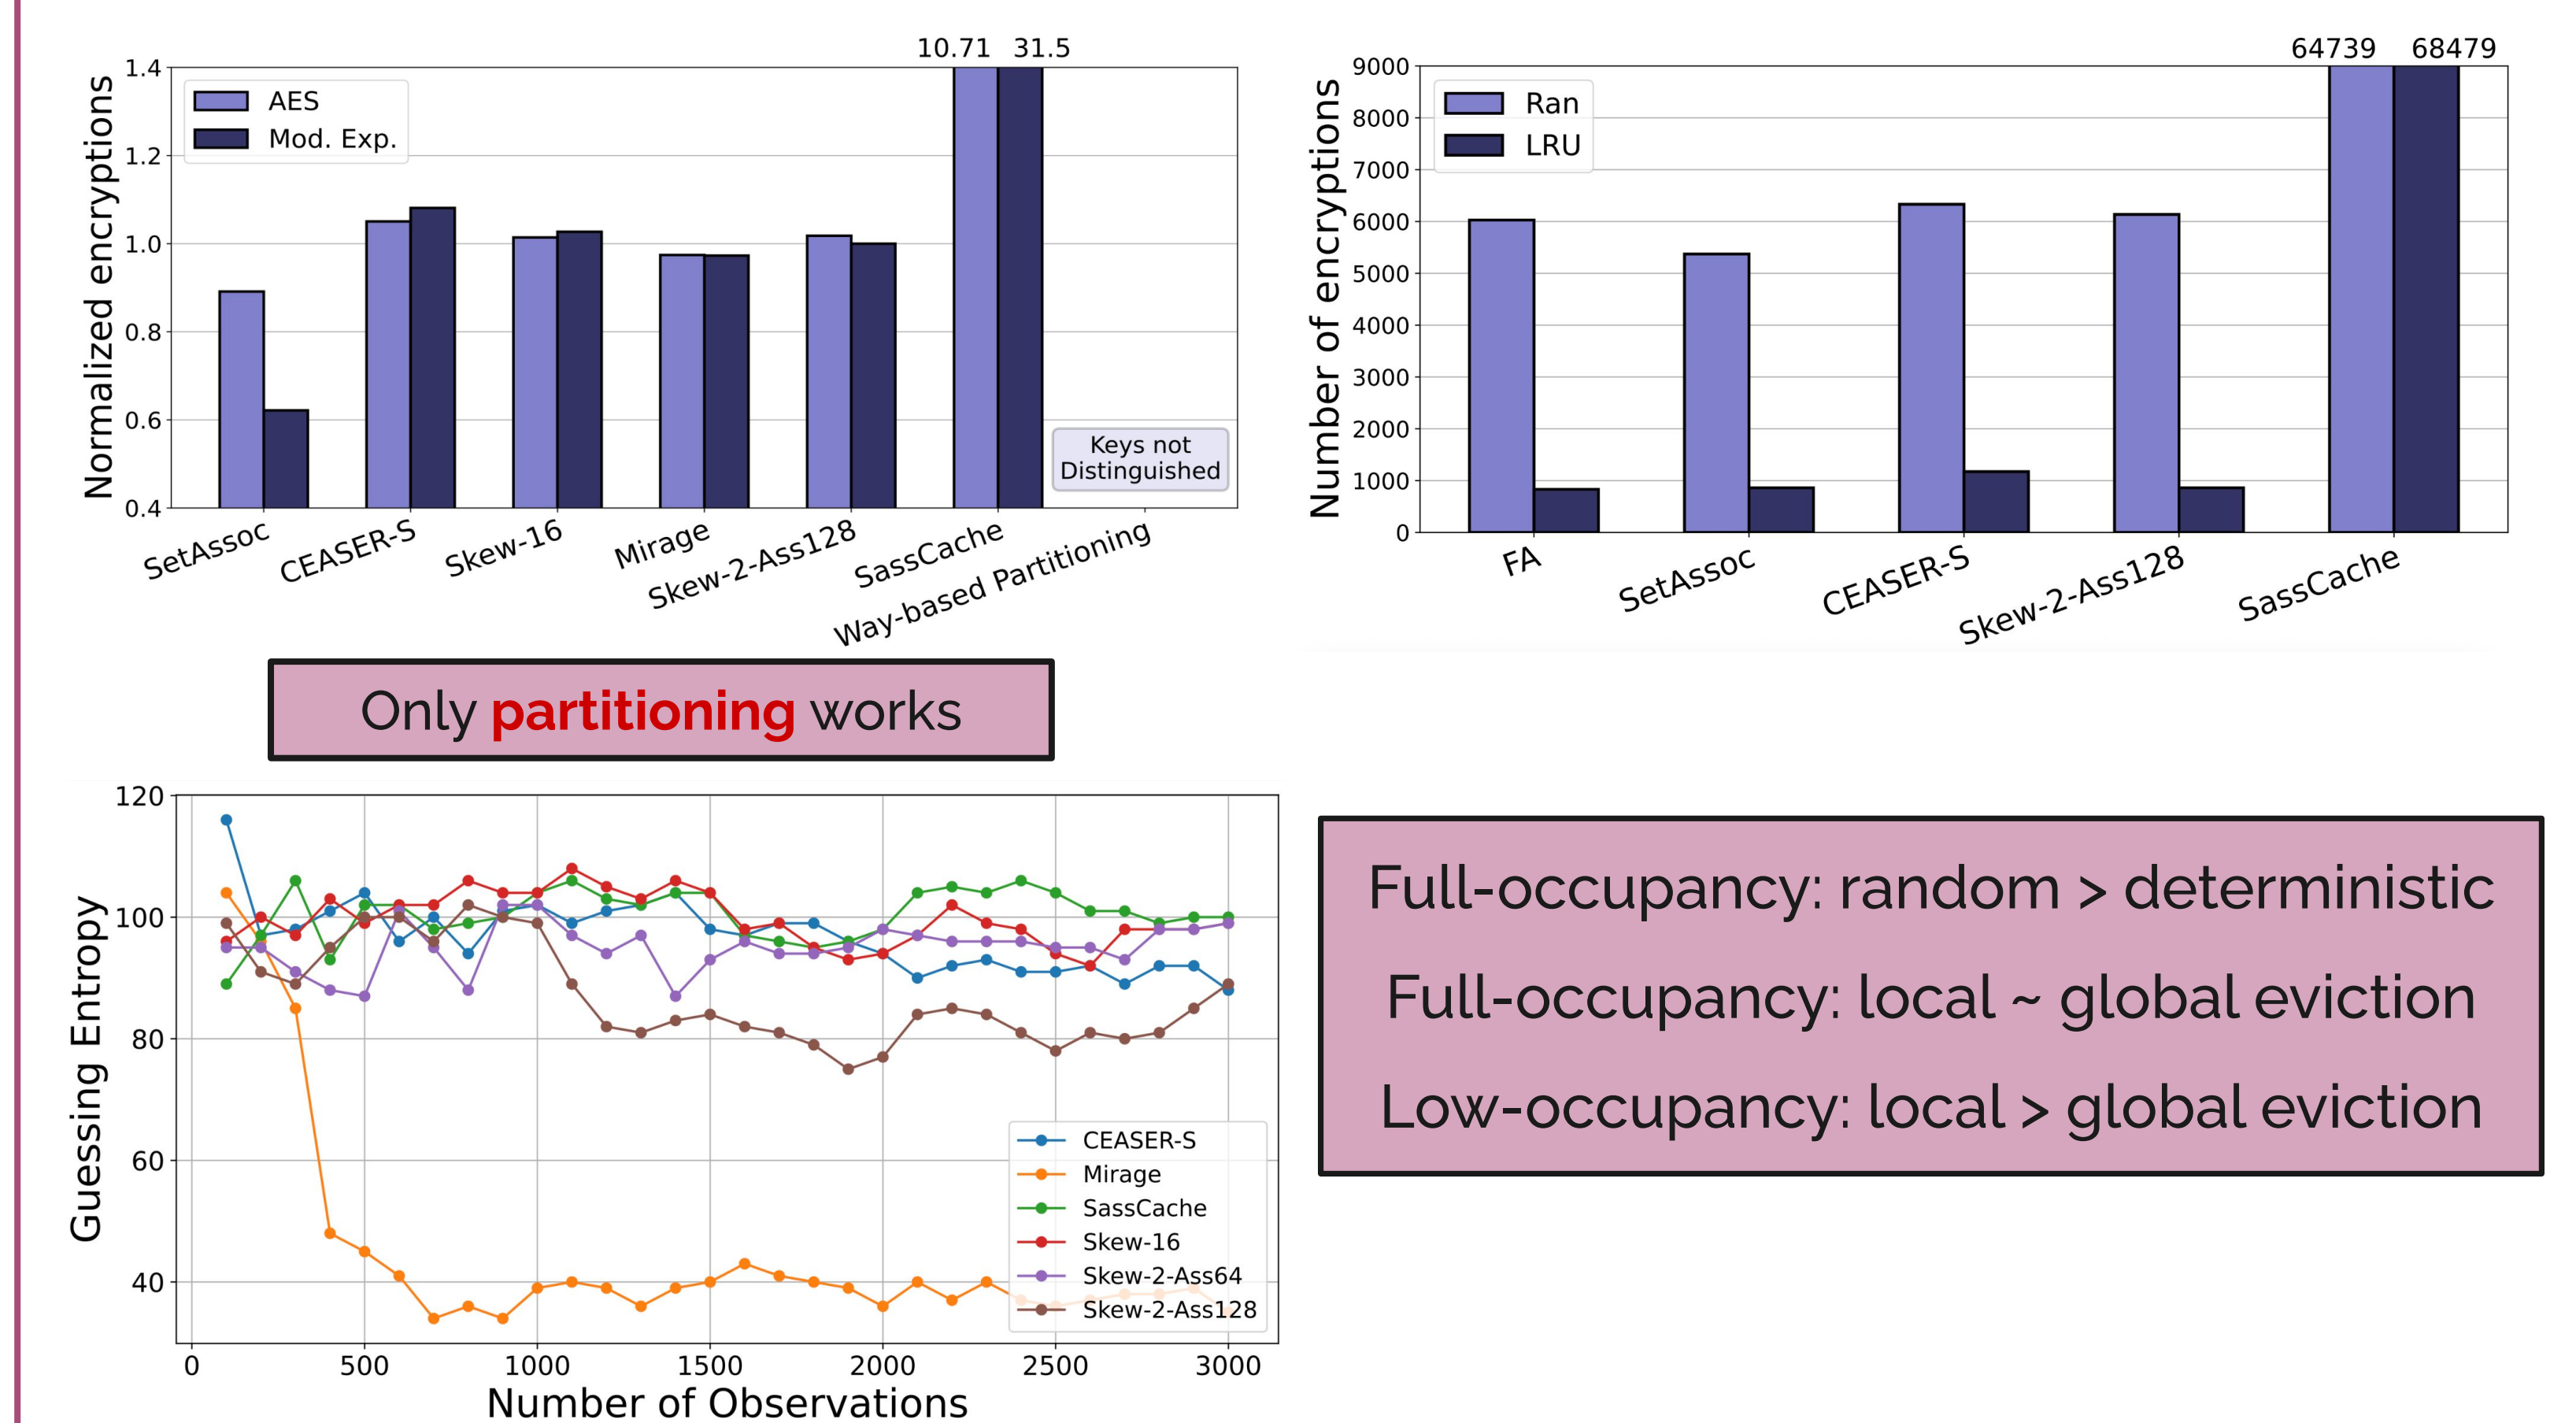 10.71 31.5
1.4
1.2
1.0
0.8
0.6
0.4
Normalized encryptions
AES
Mod. Exp.
Keys not
Distinguished
SetAssoc
CEASER-S
Skew-16
Mirage
Skew-2-Ass128
SassCache
Way-based Partitioning
64739 68479
9000
8000
7000
6000
5000
4000
3000
2000
1000
0
Number of encryptions
Ran
LRU
FA
SetAssoc
CEASER-S
Skew-2-Ass128
SassCache
Only partitioning works
120
100
80
60
40
Guessing Entropy
CEASER-S
Mirage
SassCache
Skew-16
Skew-2-Ass64
Skew-2-Ass128
0 500 1000 1500 2000 2500 3000
Number of Observations
Full-occupancy: random > deterministic
Full-occupancy: local ~ global eviction
Low-occupancy: local > global eviction